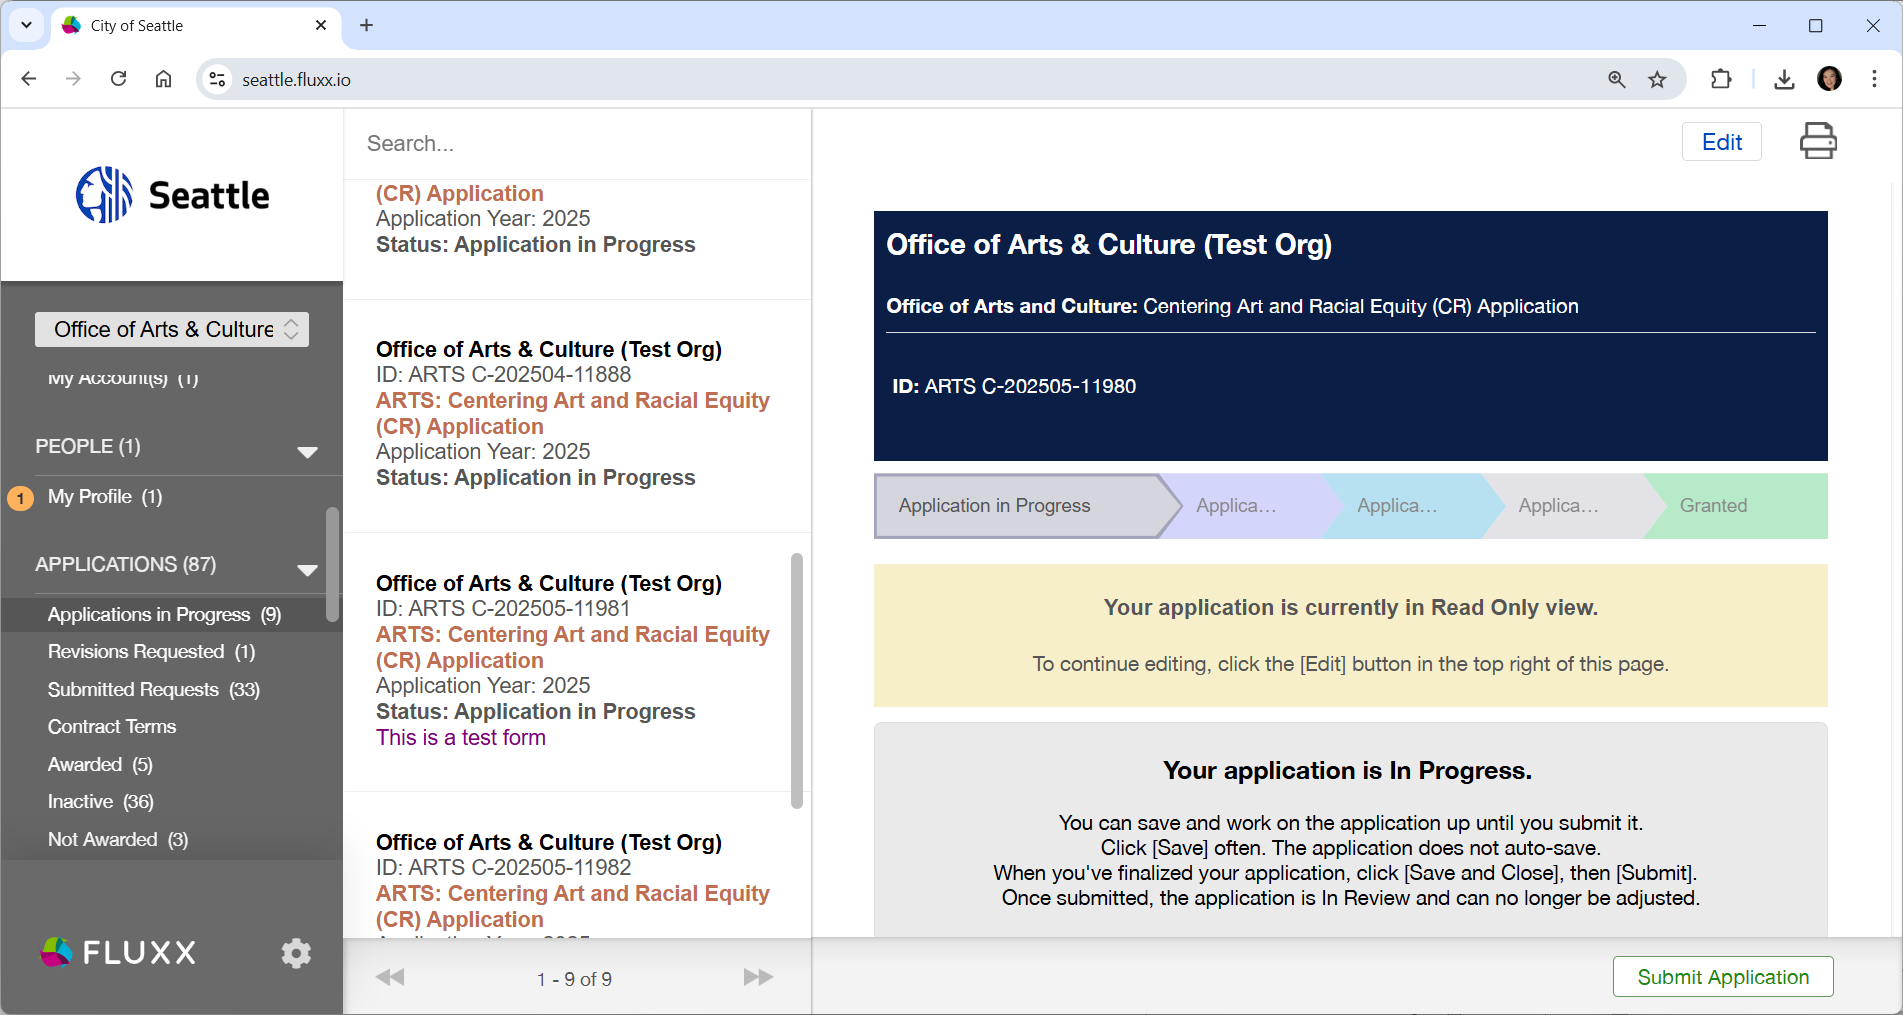 City of Seattle
seattle.fluxx.io
Seattle
Office of Arts & Culture
My Account(s) (1)
PEOPLE (1)
1
My Profile (1)
APPLICATIONS (87)
Applications in Progress (9)
Revisions Requested (1)
Submitted Requests (33)
Contract Terms
Awarded (5)
Inactive (36)
Not Awarded (3)
FLUXX
Search...
(CR) Application
Application Year: 2025
Status: Application in Progress
Office of Arts & Culture (Test Org)
ID: ARTS C-202504-11888
ARTS: Centering Art and Racial Equity
(CR) Application
Application Year: 2025
Status: Application in Progress
Office of Arts & Culture (Test Org)
ID: ARTS C-202505-11981
ARTS: Centering Art and Racial Equity
(CR) Application
Application Year: 2025
Status: Application in Progress
This is a test form
Office of Arts & Culture (Test Org)
ID: ARTS C-202505-11982
ARTS: Centering Art and Racial Equity
(CR) Application
1 - 9 of 9
Edit
Office of Arts & Culture (Test Org)
Office of Arts and Culture: Centering Art and Racial Equity (CR) Application
ID: ARTS C-202505-11980
Application in Progress
Applica...
Applica...
Applica...
Granted
Your application is currently in Read Only view.
To continue editing, click the [Edit] button in the top right of this page.
Your application is In Progress.
You can save and work on the application up until you submit it.
Click [Save] often. The application does not auto-save.
When you've finalized your application, click [Save and Close], then [Submit].
Once submitted, the application is In Review and can no longer be adjusted.
Submit Application